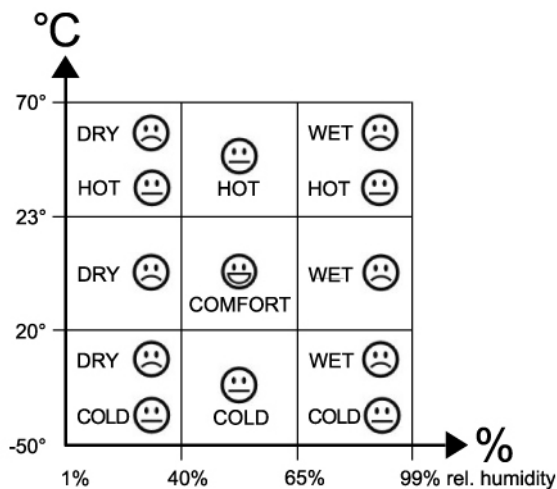 °C
70°
DRY
WET
HOT
HOT
HOT
23°
DRY
WET
COMFORT
20°
DRY
WET
COLD
COLD
COLD
-50°
%
1% 40% 65% 99% rel. humidity